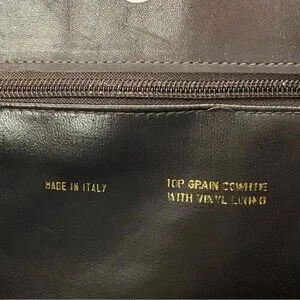 MADE IN ITALY
TOP GRAIN COWHIDE
WITH VINYL LINING